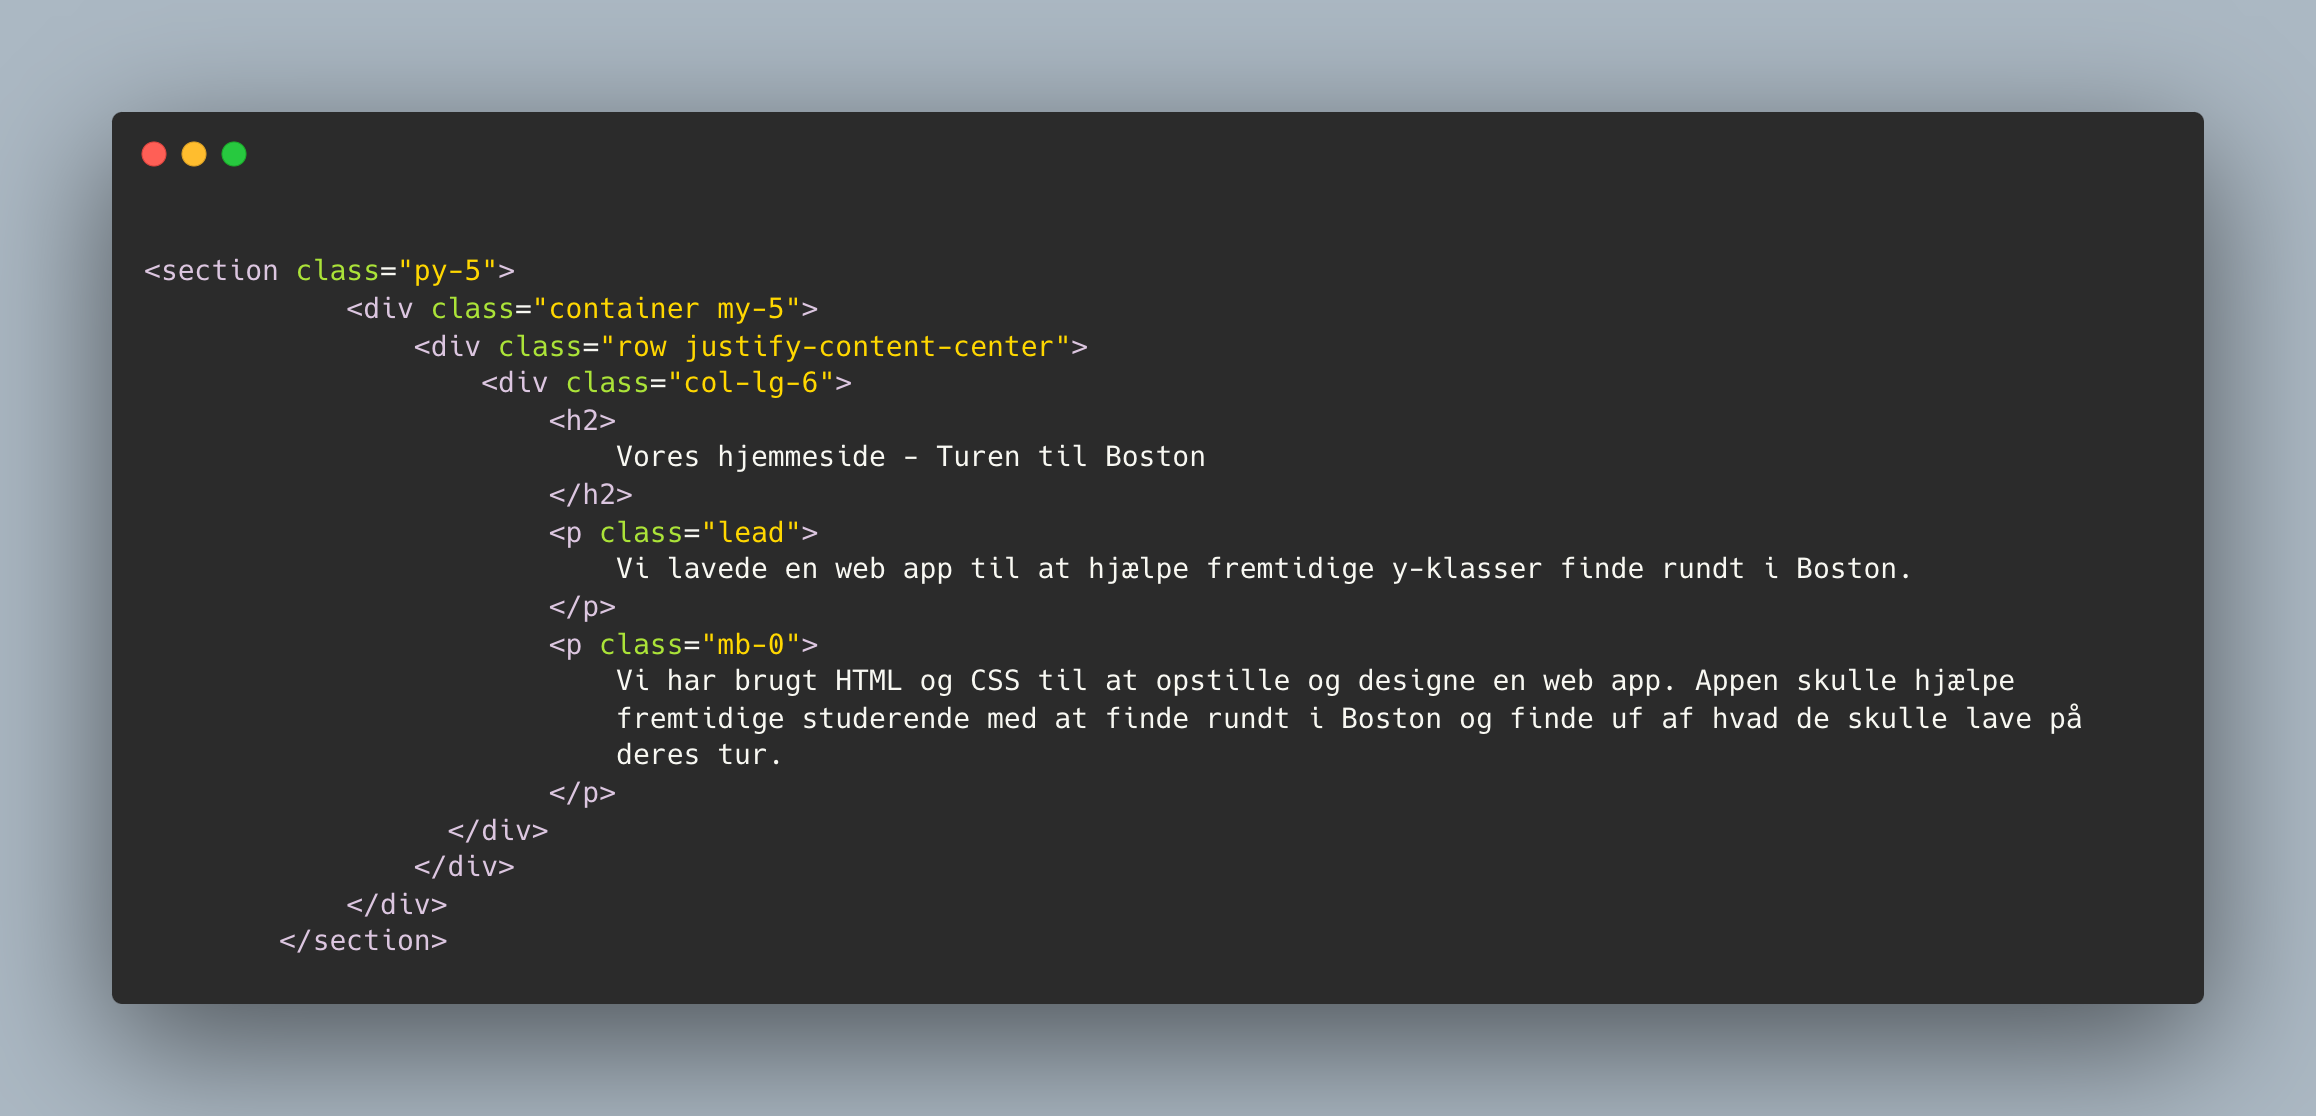 <section class="py-5">
<div class="container my-5">
<div class="row justify-content-center">
<div class="col-lg-6">
<h2>
Vores hjemmeside - Turen til Boston
</h2>
<p class="lead">
Vi lavede en web app til at hjælpe fremtidige y-klasser finde rundt i Boston.
</p>
<p class="mb-0">
Vi har brugt HTML og CSS til at opstille og designe en web app. Appen skulle hjælpe
fremtidige studerende med at finde rundt i Boston og finde uf af hvad de skulle lave på
deres tur.
</p>
</div>
</div>
</div>
</section>